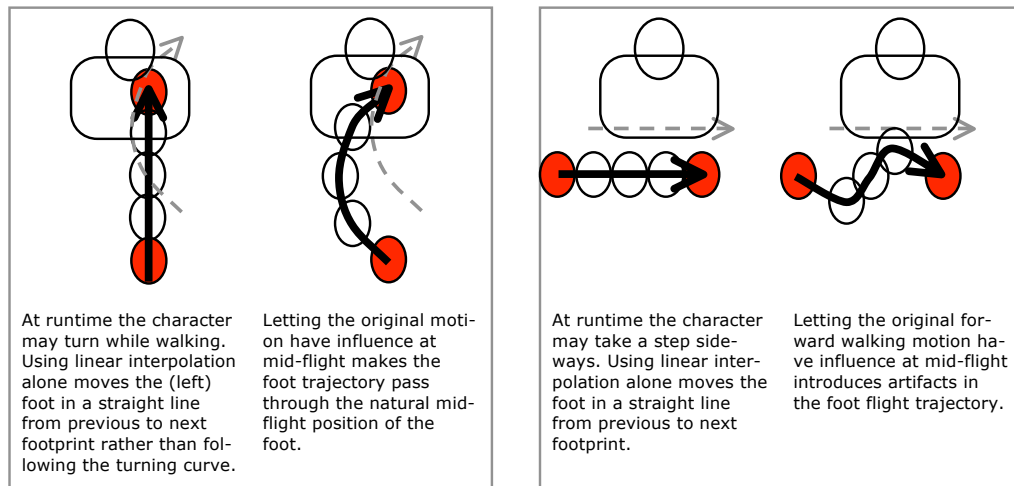 At runtime the character
may turn while walking.
Using linear interpolation
alone moves the (left)
foot in a straight line
from previous to next
footprint rather than fol-
lowing the turning curve.
Letting the original moti-
on have influence at
mid-flight makes the
foot trajectory pass
through the natural mid-
flight position of the
foot.
At runtime the character
may take a step side-
ways. Using linear inter-
polation alone moves the
foot in a straight line
from previous to next
footprint.
Letting the original for-
ward walking motion ha-
ve influence at mid-flight
introduces artifacts in
the foot flight trajectory.